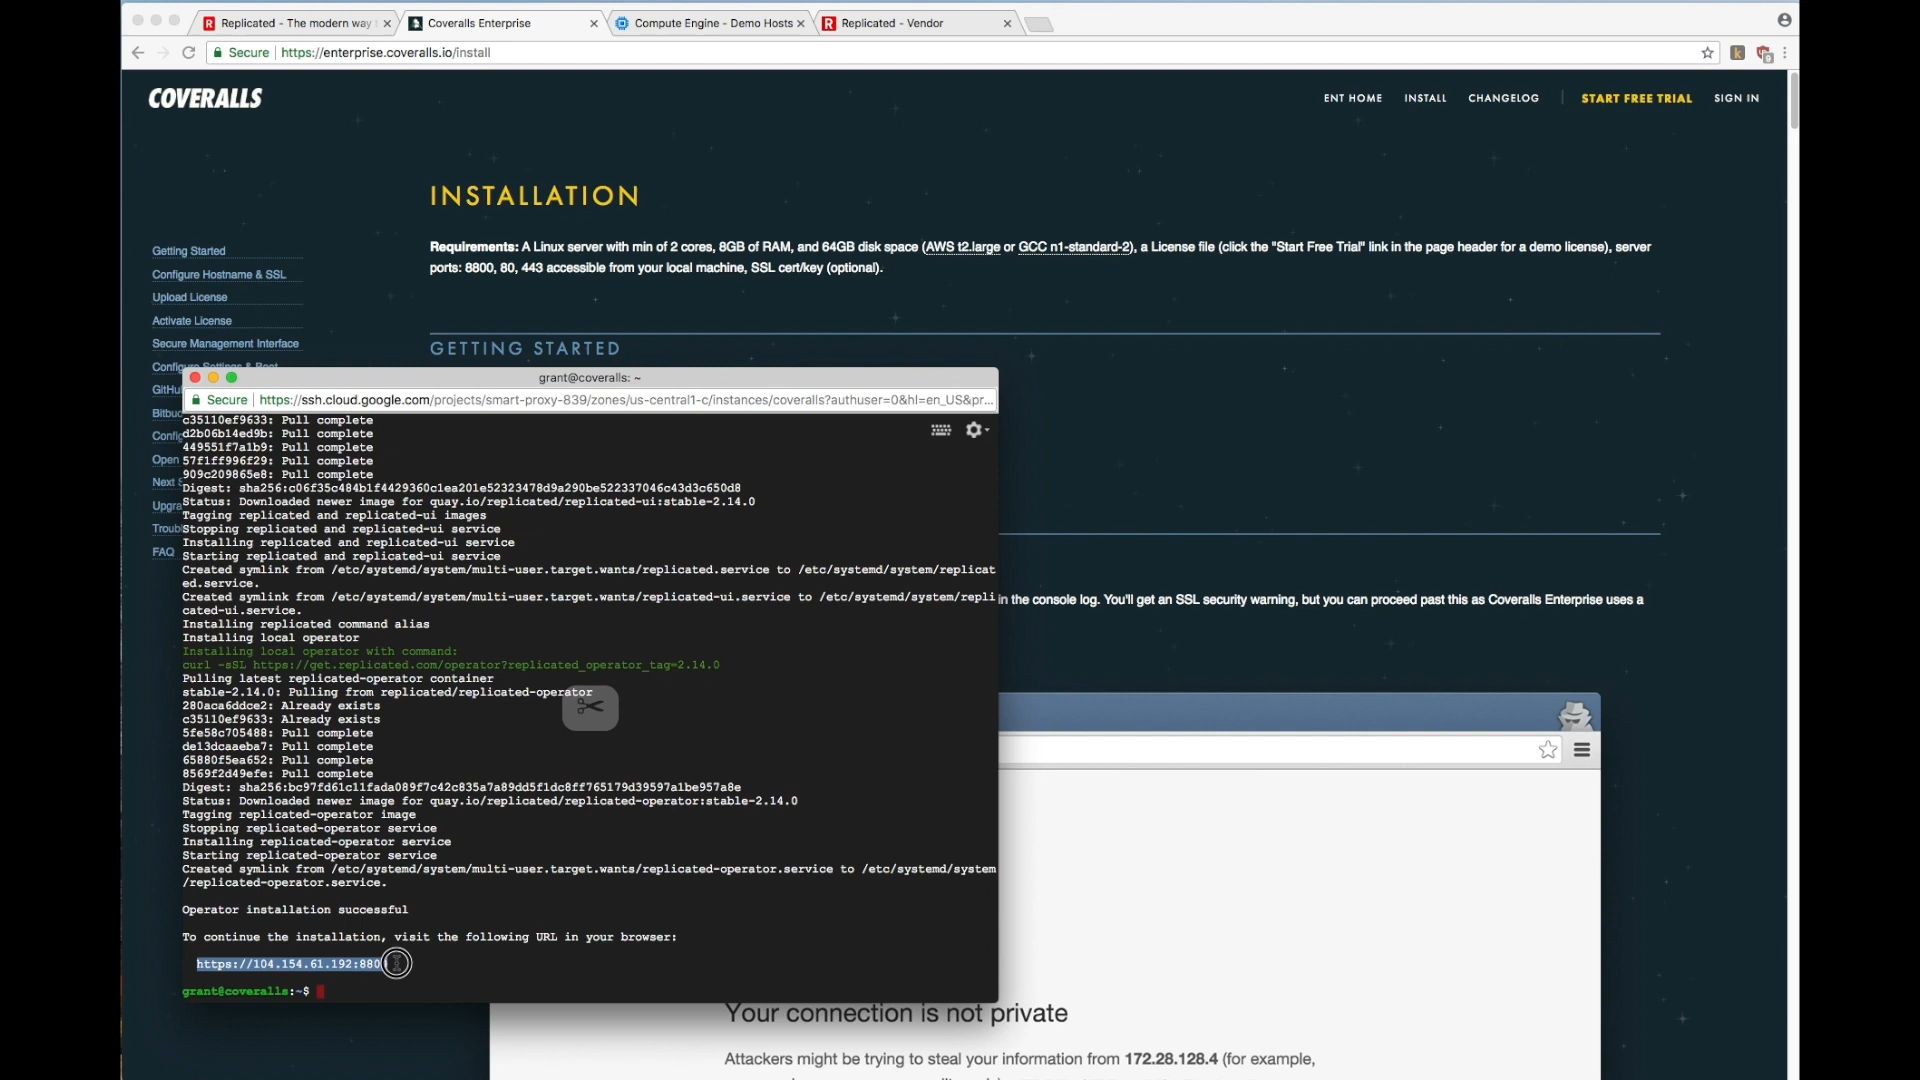 Replicated - The modern way
Coveralls Enterprise
Compute Engine - Demo Hosts
Replicated - Vendor
Secure https://enterprise.coveralls.io/install
COVERALLS
ENT HOME INSTALL CHANGELOG START FREE TRIAL SIGN IN
INSTALLATION
Requirements: A Linux server with min of 2 cores, 8GB of RAM, and 64GB disk space (AWS t2.large or GCC n1-standard-2), a License file (click the "Start Free Trial" link in the page header for a demo license), server
ports: 8800, 80, 443 accessible from your local machine, SSL cert/key (optional).
Getting Started
Configure Hostname & SSL
Upload License
Activate License
Secure Management Interface
Configure Settings & Boot
GitHu
Bitbuc
Config
Open
Next S
Upgra
Troub
FAQ
GETTING STARTED
grant@coveralls: ~
Secure https://ssh.cloud.google.com/projects/smart-proxy-839/zones/us-central1-c/instances/coveralls?authuser=0&hl=en_US&pr...
c35110ef9633: Pull complete
d2b06b14ed9b: Pull complete
449551f7a1b9: Pull complete
57f1ff996f29: Pull complete
909c209865e8: Pull complete
Digest: sha256:c06f35c484b1f4429360c1ea201e52323478d9a290be522337046c43d3c650d8
Status: Downloaded newer image for quay.io/replicated/replicated-ui:stable-2.14.0
Tagging replicated and replicated-ui images
Stopping replicated and replicated-ui service
Installing replicated and replicated-ui service
Starting replicated and replicated-ui service
Created symlink from /etc/systemd/system/multi-user.target.wants/replicated.service to /etc/systemd/system/replicat
ed.service.
Created symlink from /etc/systemd/system/multi-user.target.wants/replicated-ui.service to /etc/systemd/system/repli
cated-ui.service.
Installing replicated command alias
Installing local operator
Installing local operator with command:
curl -sSL https://get.replicated.com/operator?replicated_operator_tag=2.14.0
Pulling latest replicated-operator container
stable-2.14.0: Pulling from replicated/replicated-operator
280aca6ddce2: Already exists
c35110ef9633: Already exists
5fe58c705488: Pull complete
de13dcaaeba7: Pull complete
65880f5ea652: Pull complete
8569f2d49efe: Pull complete
Digest: sha256:bc97fd61c11fada089f7c42c835a7a89dd5f1dc8ff765179d39597a1be957a8e
Status: Downloaded newer image for quay.io/replicated/replicated-operator:stable-2.14.0
Tagging replicated-operator image
Stopping replicated-operator service
Installing replicated-operator service
Starting replicated-operator service
Created symlink from /etc/systemd/system/multi-user.target.wants/replicated-operator.service to /etc/systemd/system
/replicated-operator.service.
Operator installation successful
To continue the installation, visit the following URL in your browser:
https://104.154.61.192:880
grant@coveralls:~$
in the console log. You'll get an SSL security warning, but you can proceed past this as Coveralls Enterprise uses a
Your connection is not private
Attackers might be trying to steal your information from 172.28.128.4 (for example,